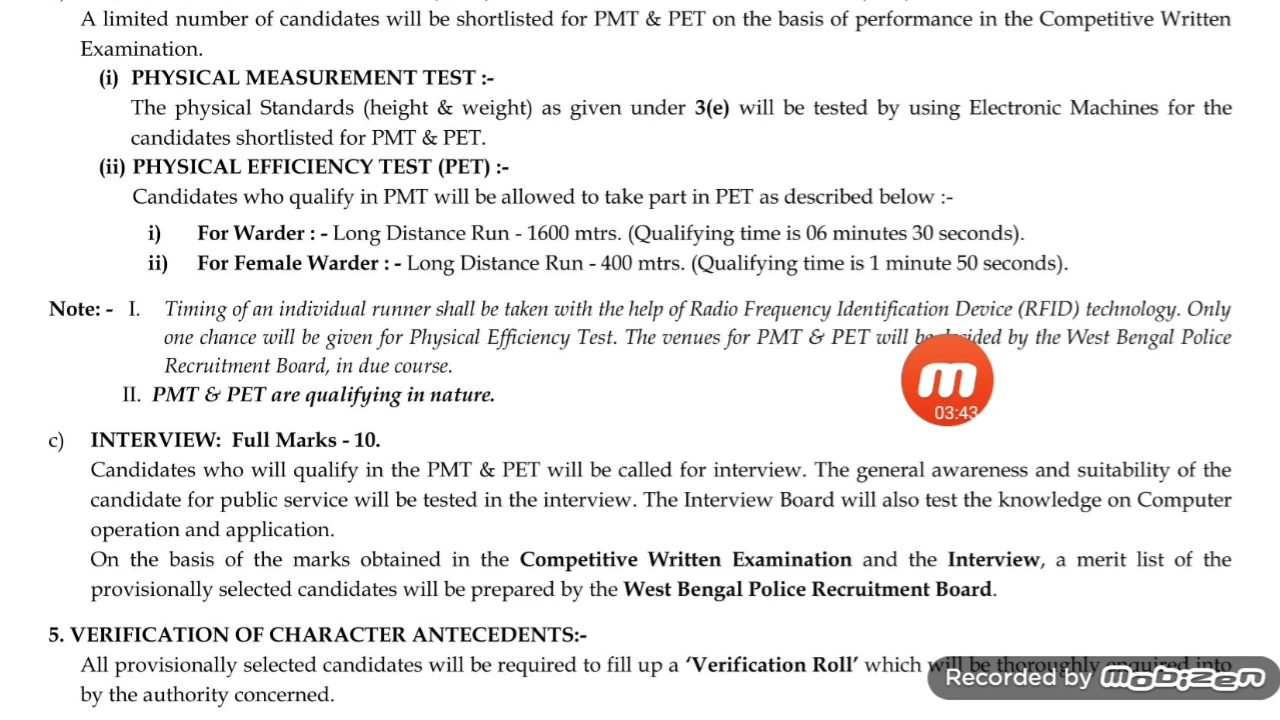 A limited number of candidates will be shortlisted for PMT & PET on the basis of performance in the Competitive Written
Examination.
(i) PHYSICAL MEASUREMENT TEST :-
The physical Standards (height & weight) as given under 3(e) will be tested by using Electronic Machines for the
candidates shortlisted for PMT & PET.
(ii) PHYSICAL EFFICIENCY TEST (PET) :-
Candidates who qualify in PMT will be allowed to take part in PET as described below :-
i) For Warder : - Long Distance Run - 1600 mtrs. (Qualifying time is 06 minutes 30 seconds).
ii) For Female Warder : - Long Distance Run - 400 mtrs. (Qualifying time is 1 minute 50 seconds).
Note: - I. Timing of an individual runner shall be taken with the help of Radio Frequency Identification Device (RFID) technology. Only
one chance will be given for Physical Efficiency Test. The venues for PMT & PET will be decided by the West Bengal Police
Recruitment Board, in due course.
II. PMT & PET are qualifying in nature.
m
03:43
c) INTERVIEW: Full Marks - 10.
Candidates who will qualify in the PMT & PET will be called for interview. The general awareness and suitability of the
candidate for public service will be tested in the interview. The Interview Board will also test the knowledge on Computer
operation and application.
On the basis of the marks obtained in the Competitive Written Examination and the Interview, a merit list of the
provisionally selected candidates will be prepared by the West Bengal Police Recruitment Board.
5. VERIFICATION OF CHARACTER ANTECEDENTS:-
All provisionally selected candidates will be required to fill up a ‘Verification Roll’ which will be thoroughly enquired into
by the authority concerned.
Recorded by mobizen